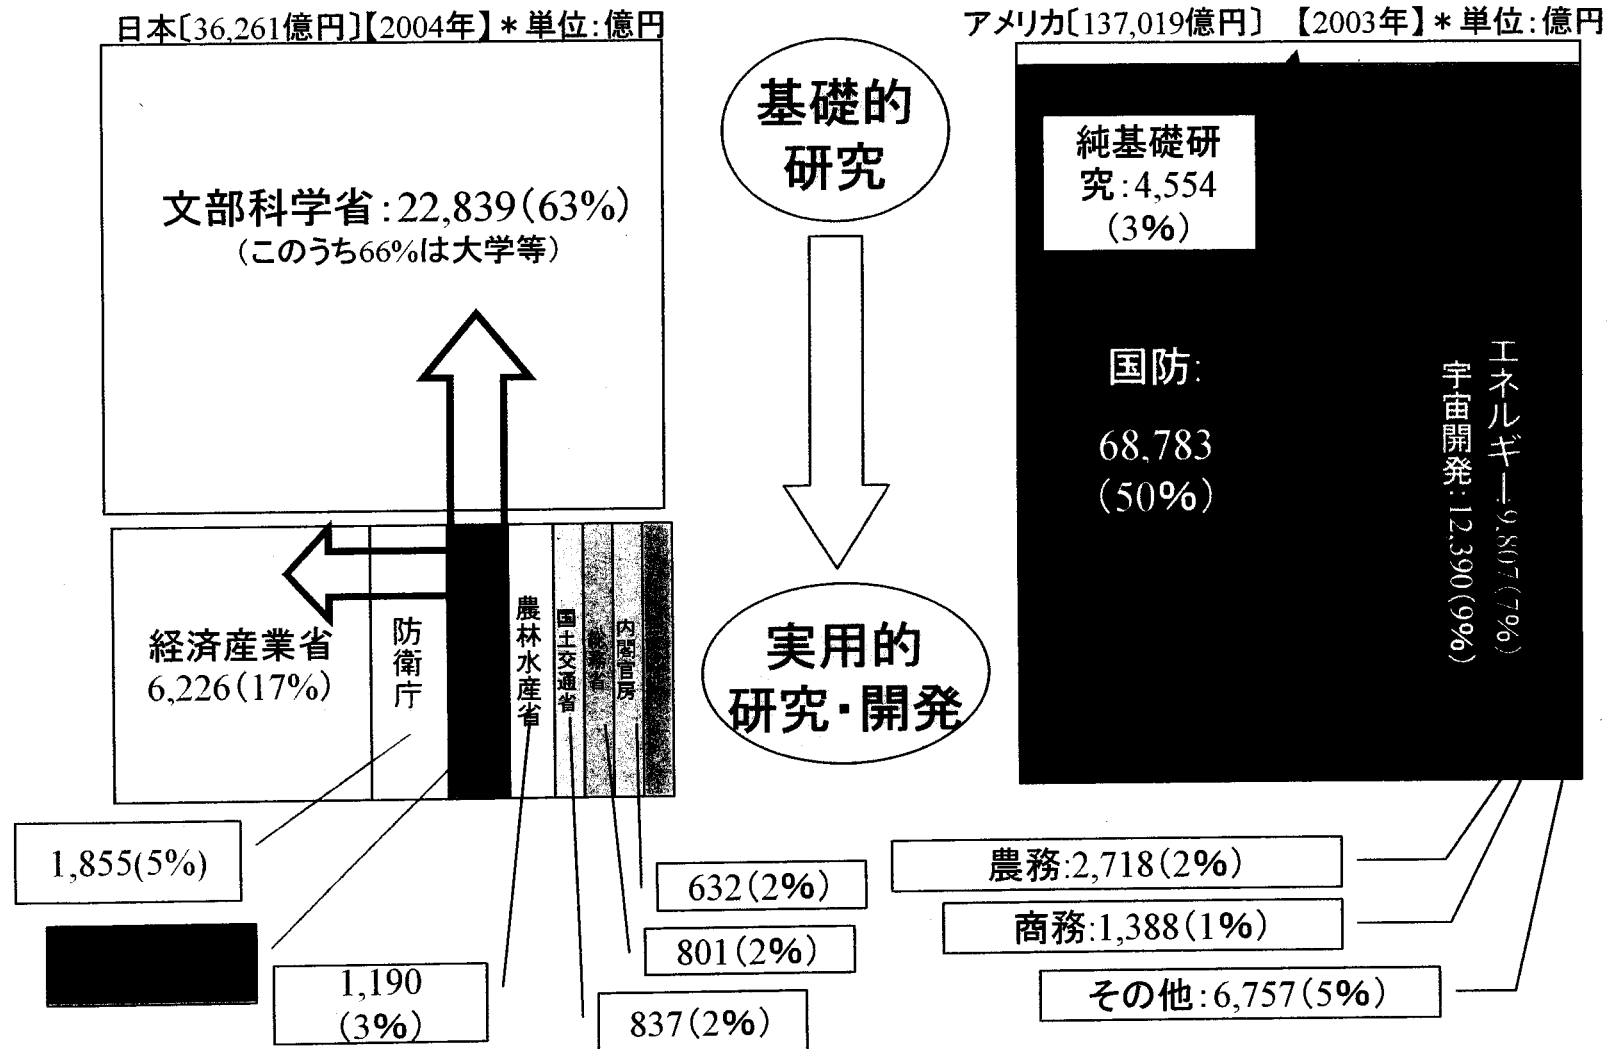 日本〔36,261億円〕【2004年】*単位:億円
文部科学省:22,839(63%)
(このうち66%は大学等)
経済産業省
6,226(17%)
防衛庁
農林水産省
国土交通省
総務省
内閣官房
1,855(5%)
1,190
(3%)
837(2%)
801(2%)
632(2%)
基礎的
研究
実用的
研究・開発
アメリカ〔137,019億円〕 【2003年】*単位:億円
純基礎研
究:4,554
(3%)
国防:
68,783
(50%)
宇宙開発:12,390(9%)
エネルギー9,807(7%)
農務:2,718(2%)
商務:1,388(1%)
その他:6,757(5%)